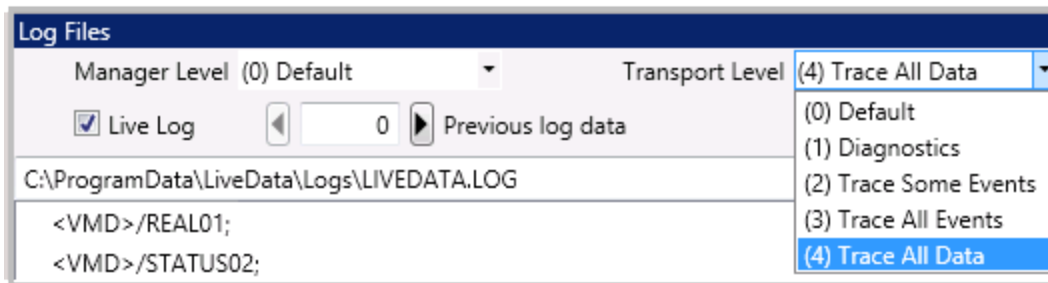 Log Files
Manager Level (0) Default Transport Level (4) Trace All Data
(0) Default
Live Log 0 Previous log data
(1) Diagnostics
C:\ProgramData\LiveData\Logs\LIVEDATA.LOG
(2) Trace Some Events
<VMD>/REAL01;
(3) Trace All Events
<VMD>/STATUS02;
(4) Trace All Data